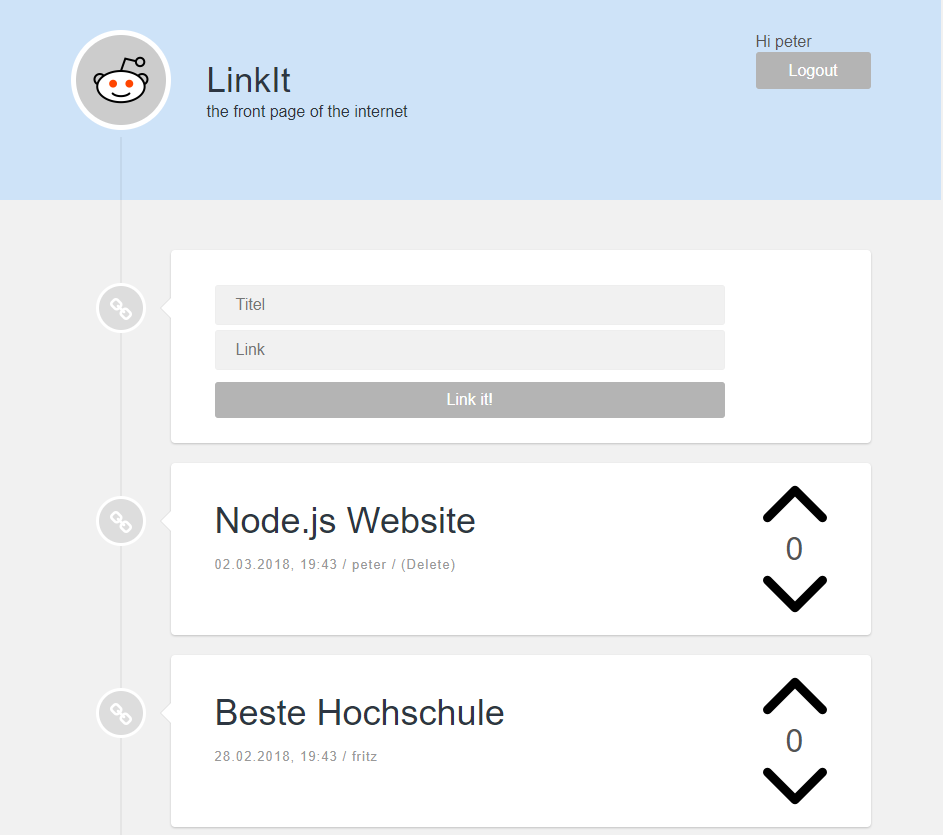 LinkIt
the front page of the internet
Hi peter
Logout
Titel
Link
Link it!
Node.js Website
02.03.2018, 19:43 / peter / (Delete)
0
Beste Hochschule
28.02.2018, 19:43 / fritz
0